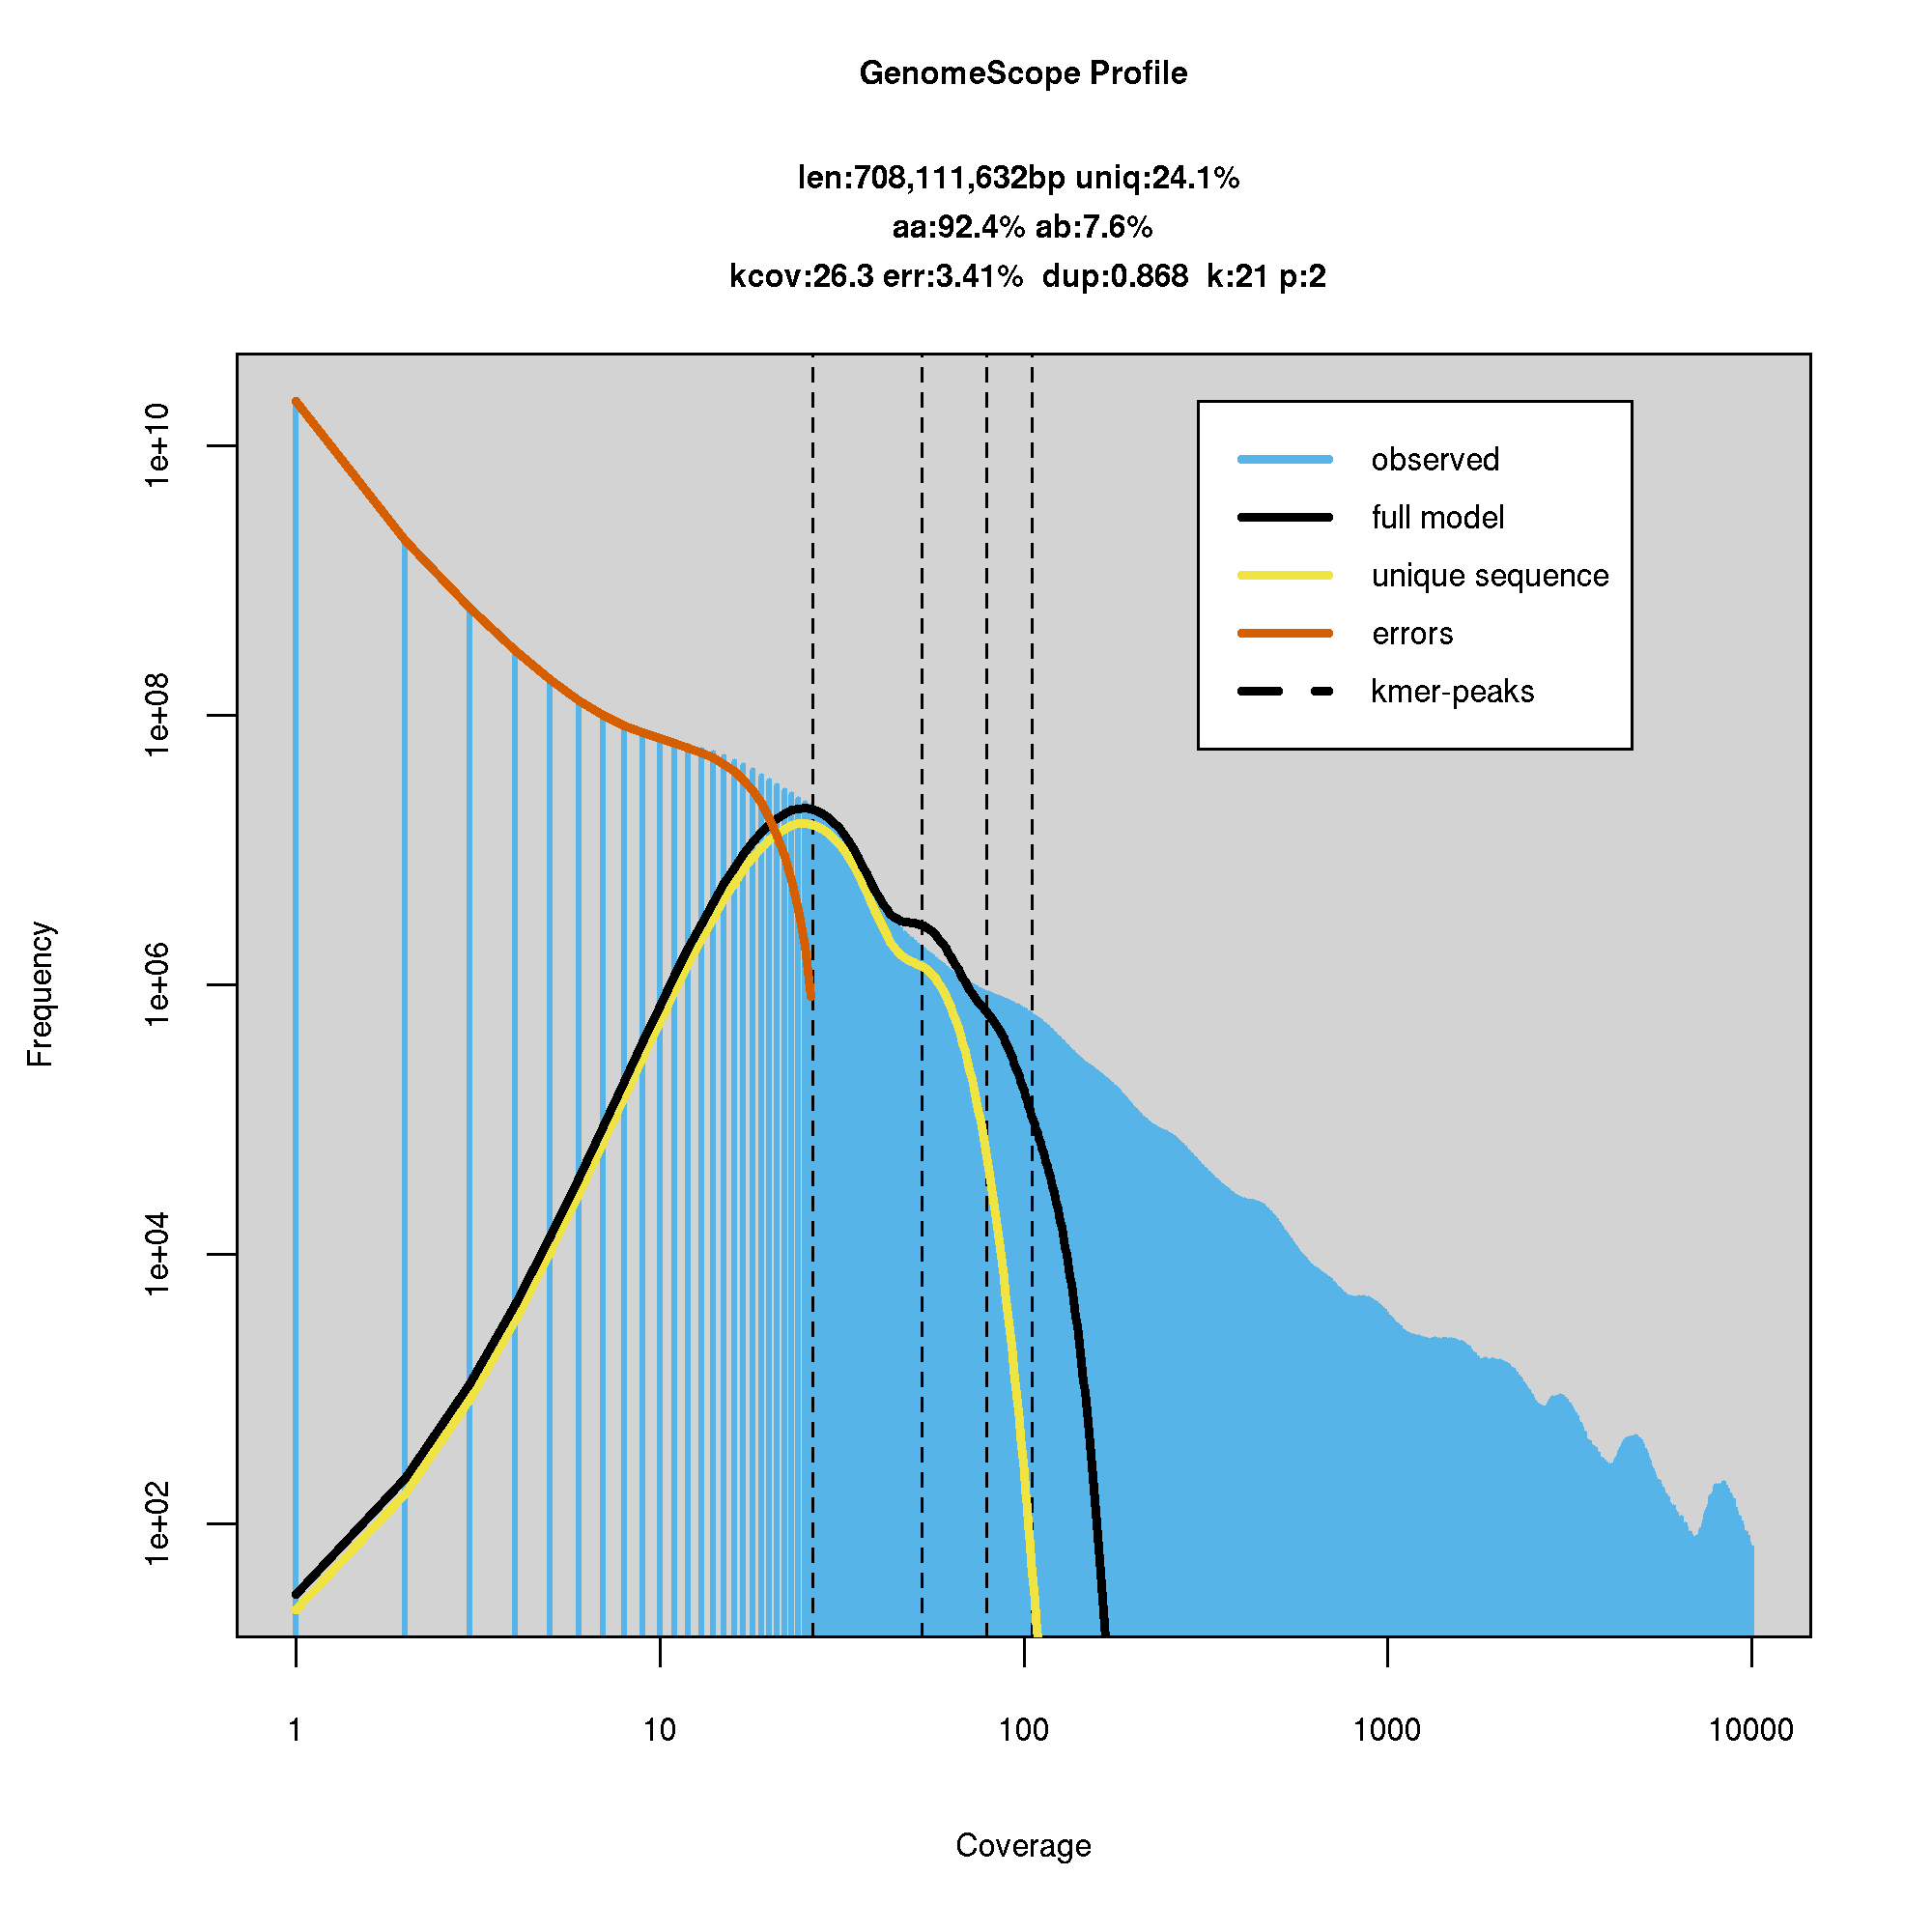 GenomeScope Profile
len:708,111,632bp uniq:24.1%
aa:92.4% ab:7.6%
kcov:26.3 err:3.41% dup:0.868 k:21 p:2
observed
full model
unique sequence
errors
kmer-peaks
Frequency
1e+10
1e+08
1e+06
1e+04
1e+02
1
10
100
1000
10000
Coverage